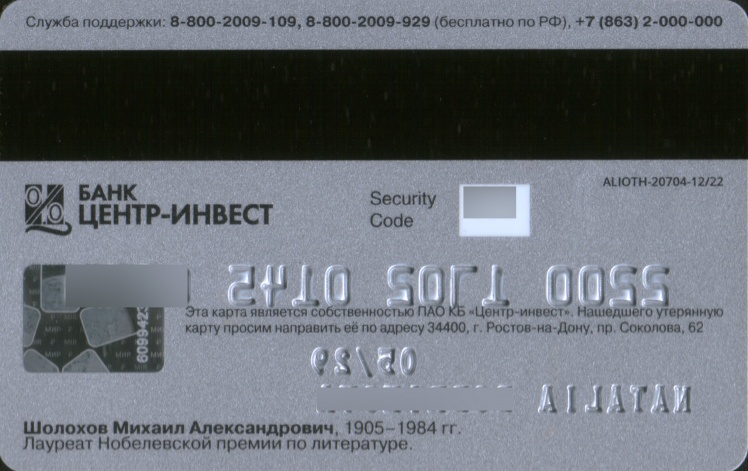 Служба поддержки: 8-800-2009-109, 8-800-2009-929 (бесплатно по РФ), +7 (863) 2-000-000
ALIOTH-20704-12/22
БАНК
ЦЕНТР-ИНВЕСТ
Security
Code
Эта карта является собственностью ПАО КБ «Центр-инвест». Нашедшего утерянную
карту просим направить её по адресу 34400, г. Ростов-на-Дону, пр. Соколова, 62
05/29
NATALIA
Шолохов Михаил Александрович, 1905–1984 гг.
Лауреат Нобелевской премии по литературе.